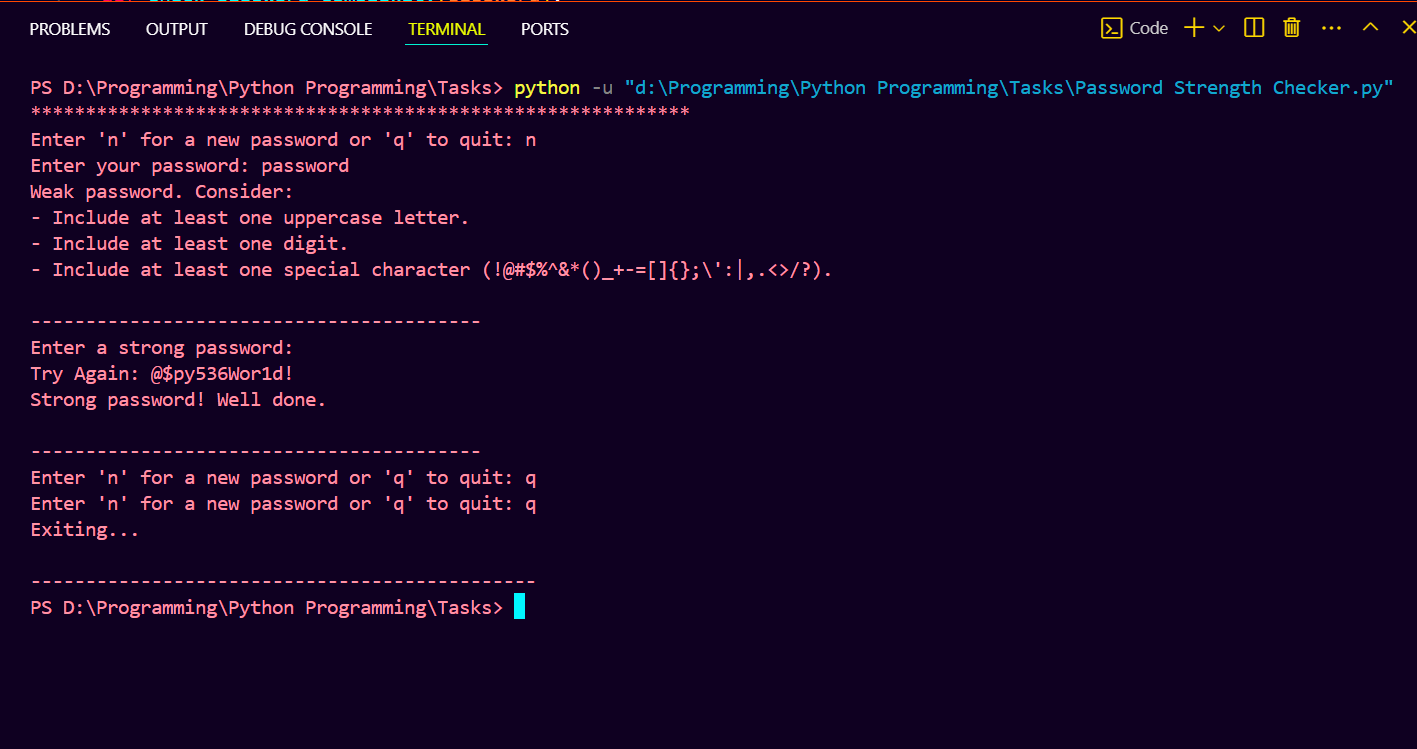 PROBLEMS OUTPUT DEBUG CONSOLE TERMINAL PORTS Code
PS D:\Programming\Python Programming\Tasks> python -u "d:\Programming\Python Programming\Tasks\Password Strength Checker.py"
************************************************************
Enter 'n' for a new password or 'q' to quit: n
Enter your password: password
Weak password. Consider:
- Include at least one uppercase letter.
- Include at least one digit.
- Include at least one special character (!@#$%^&*()_+-=[]{};\':|,.<>/?).
-----------------------------------------
Enter a strong password:
Try Again: @$py536Wor1d!
Strong password! Well done.
-----------------------------------------
Enter 'n' for a new password or 'q' to quit: q
Enter 'n' for a new password or 'q' to quit: q
Exiting...
----------------------------------------------
PS D:\Programming\Python Programming\Tasks>